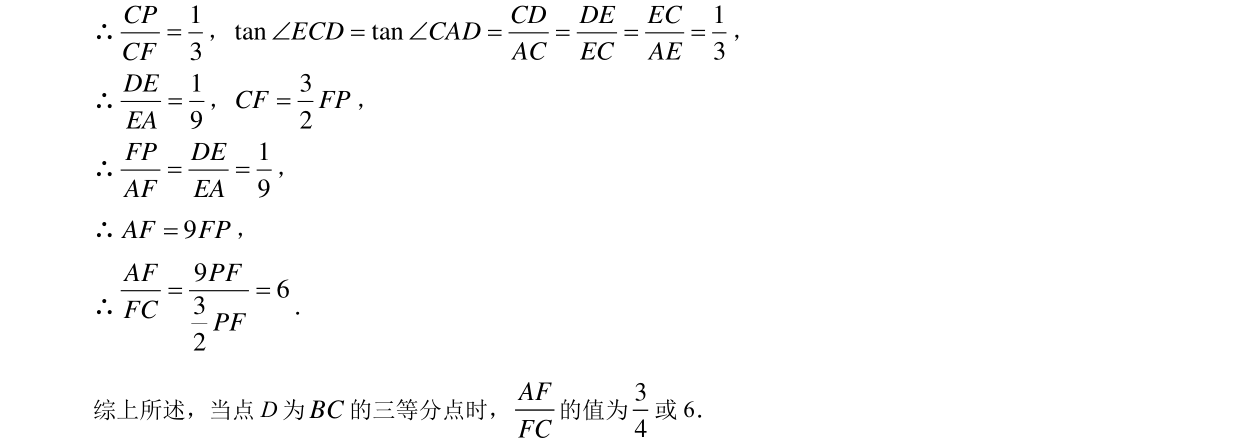 ∴ CP/CF = 1/3，tan∠ECD = tan∠CAD = CD/AC = DE/EC = EC/AE = 1/3，
∴ DE/EA = 1/9，CF = 3/2 FP，
∴ FP/AF = DE/EA = 1/9，
∴ AF = 9FP，
∴ AF/FC = 9PF/(3/2 PF) = 6．
综上所述，当点 D 为 BC 的三等分点时，AF/FC 的值为 3/4 或 6．